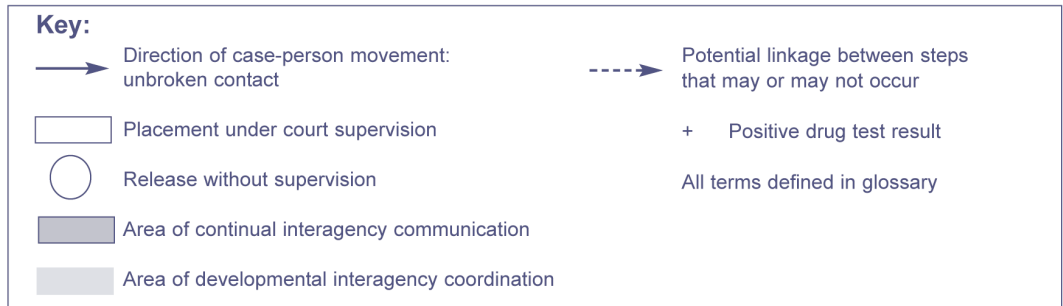 Key:
Direction of case-person movement:
unbroken contact
Placement under court supervision
Release without supervision
Area of continual interagency communication
Area of developmental interagency coordination
Potential linkage between steps
that may or may not occur
+ Positive drug test result
All terms defined in glossary